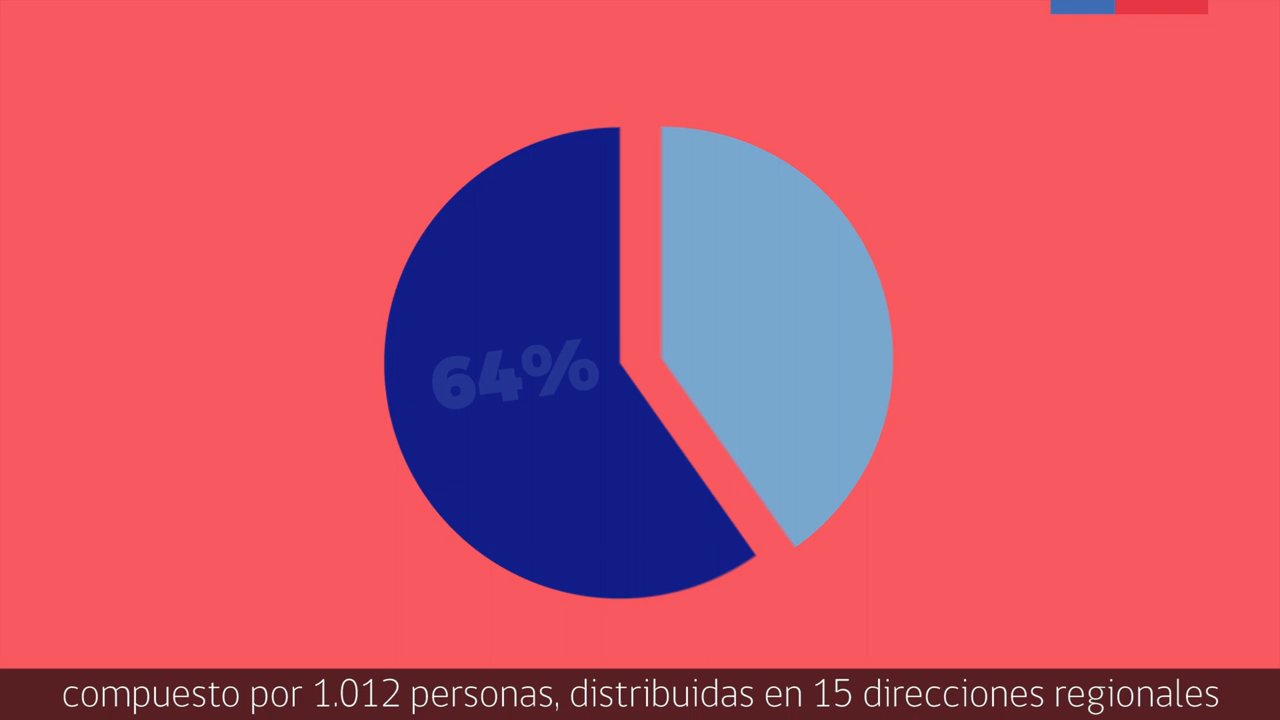 64%
compuesto por 1.012 personas, distribuidas en 15 direcciones regionales